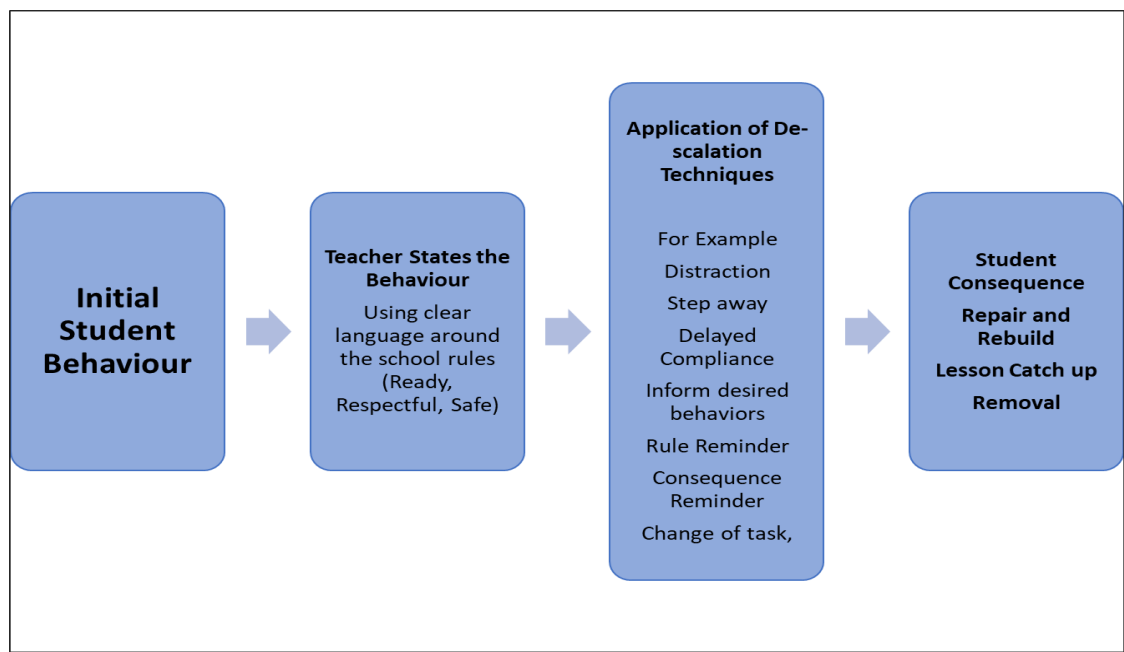 Initial
Student
Behaviour
Teacher States the
Behaviour
Using clear
language around
the school rules
(Ready,
Respectful, Safe)
Application of De-
scalation
Techniques
For Example
Distraction
Step away
Delayed
Compliance
Inform desired
behaviors
Rule Reminder
Consequence
Reminder
Change of task,
Student
Consequence
Repair and
Rebuild
Lesson Catch up
Removal